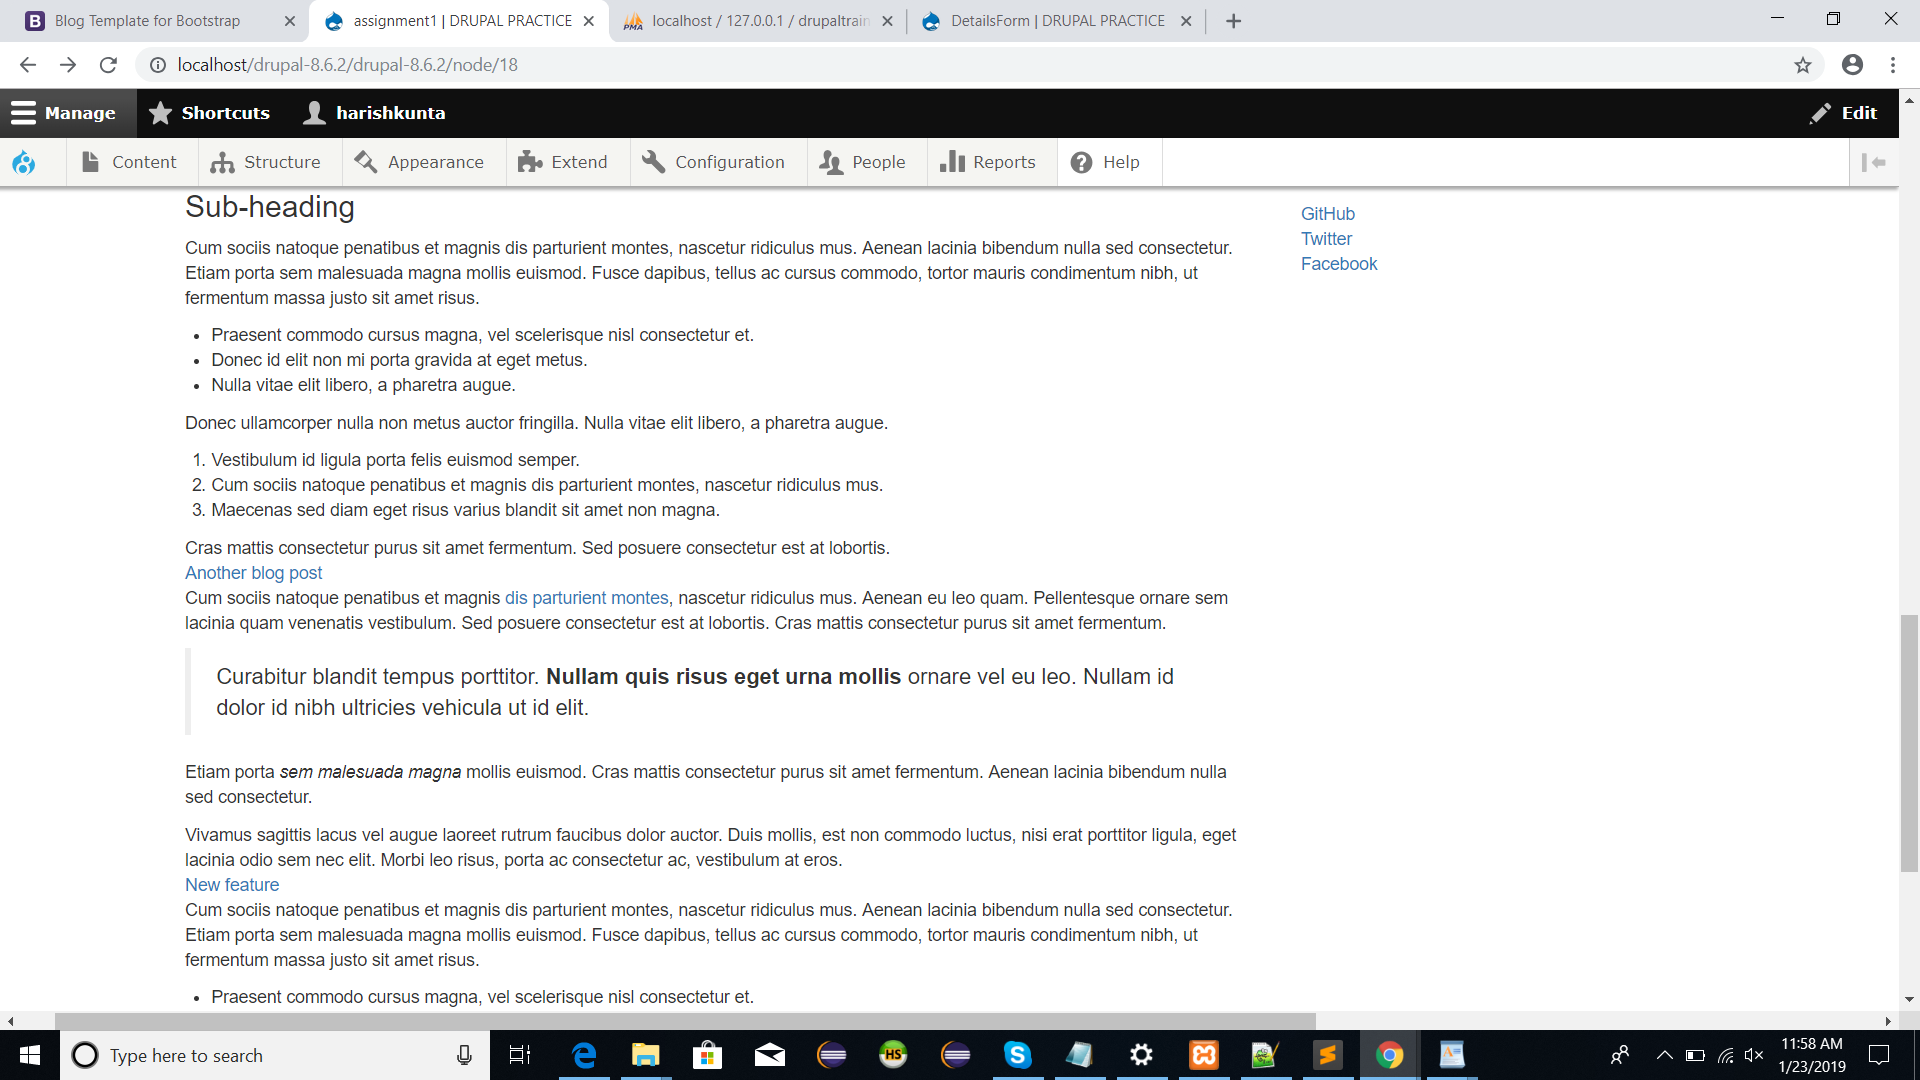 Blog Template for Bootstrap
assignment1 | DRUPAL PRACTICE
localhost / 127.0.0.1 / drupaltrain
DetailsForm | DRUPAL PRACTICE
localhost/drupal-8.6.2/drupal-8.6.2/node/18
Manage
Shortcuts
harishkunta
Edit
Content
Structure
Appearance
Extend
Configuration
People
Reports
Help
Sub-heading
Cum sociis natoque penatibus et magnis dis parturient montes, nascetur ridiculus mus. Aenean lacinia bibendum nulla sed consectetur.
Etiam porta sem malesuada magna mollis euismod. Fusce dapibus, tellus ac cursus commodo, tortor mauris condimentum nibh, ut
fermentum massa justo sit amet risus.
• Praesent commodo cursus magna, vel scelerisque nisl consectetur et.
• Donec id elit non mi porta gravida at eget metus.
• Nulla vitae elit libero, a pharetra augue.
Donec ullamcorper nulla non metus auctor fringilla. Nulla vitae elit libero, a pharetra augue.
1. Vestibulum id ligula porta felis euismod semper.
2. Cum sociis natoque penatibus et magnis dis parturient montes, nascetur ridiculus mus.
3. Maecenas sed diam eget risus varius blandit sit amet non magna.
Cras mattis consectetur purus sit amet fermentum. Sed posuere consectetur est at lobortis.
Another blog post
Cum sociis natoque penatibus et magnis dis parturient montes, nascetur ridiculus mus. Aenean eu leo quam. Pellentesque ornare sem
lacinia quam venenatis vestibulum. Sed posuere consectetur est at lobortis. Cras mattis consectetur purus sit amet fermentum.
Curabitur blandit tempus porttitor. Nullam quis risus eget urna mollis ornare vel eu leo. Nullam id
dolor id nibh ultricies vehicula ut id elit.
Etiam porta sem malesuada magna mollis euismod. Cras mattis consectetur purus sit amet fermentum. Aenean lacinia bibendum nulla
sed consectetur.
Vivamus sagittis lacus vel augue laoreet rutrum faucibus dolor auctor. Duis mollis, est non commodo luctus, nisi erat porttitor ligula, eget
lacinia odio sem nec elit. Morbi leo risus, porta ac consectetur ac, vestibulum at eros.
New feature
Cum sociis natoque penatibus et magnis dis parturient montes, nascetur ridiculus mus. Aenean lacinia bibendum nulla sed consectetur.
Etiam porta sem malesuada magna mollis euismod. Fusce dapibus, tellus ac cursus commodo, tortor mauris condimentum nibh, ut
fermentum massa justo sit amet risus.
• Praesent commodo cursus magna, vel scelerisque nisl consectetur et.
GitHub
Twitter
Facebook
Type here to search
11:58 AM
1/23/2019